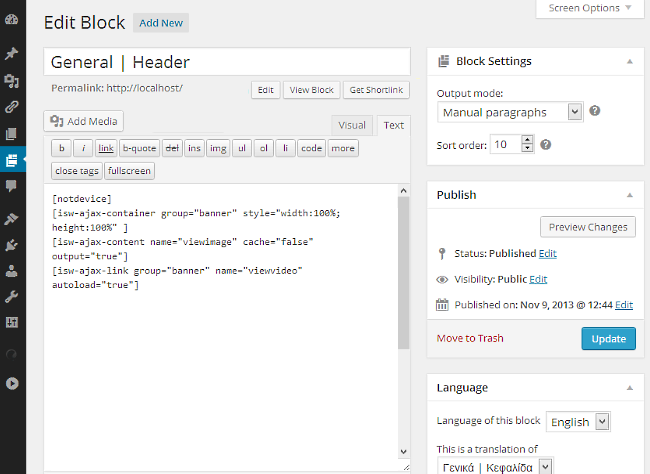 Screen Options
Edit Block Add New
General | Header
Permalink: http://localhost/ Edit View Block Get Shortlink
Add Media Visual Text
b i link b-quote del ins img ul ol li code more
close tags fullscreen
[notdevice]
[isw-ajax-container group="banner" style="width:100%;
height:100%" ]
[isw-ajax-content name="viewimage" cache="false"
output="true"]
[isw-ajax-link group="banner" name="viewvideo"
autoload="true"]
Block Settings
Output mode:
Manual paragraphs ?
Sort order: 10 ?
Publish
Preview Changes
Status: Published Edit
Visibility: Public Edit
Published on: Nov 9, 2013 @ 12:44 Edit
Move to Trash Update
Language
Language of this block English
This is a translation of
Γενικά | Κεφαλίδα